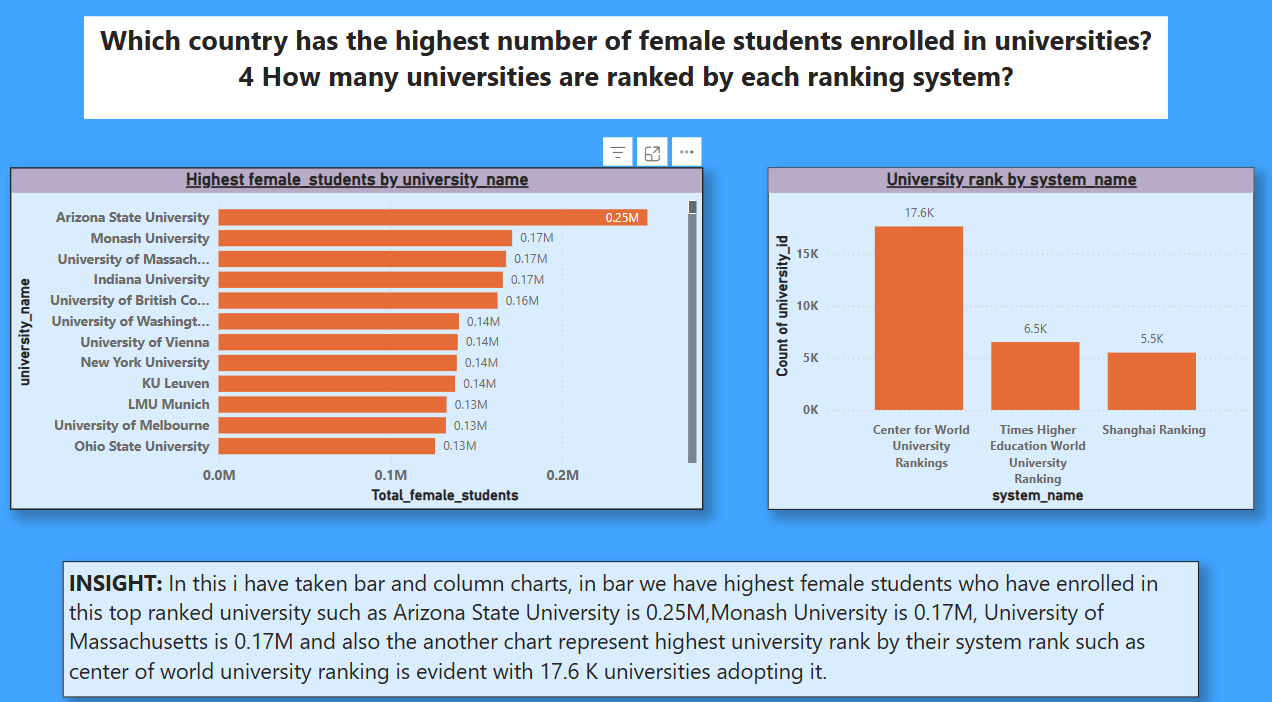 Which country has the highest number of female students enrolled in universities?
4 How many universities are ranked by each ranking system?
Highest female_students by university_name
university_name
Arizona State University 0.25M
Monash University 0.17M
University of Massach... 0.17M
Indiana University 0.17M
University of British Co... 0.16M
University of Washingt... 0.14M
University of Vienna 0.14M
New York University 0.14M
KU Leuven 0.14M
LMU Munich 0.13M
University of Melbourne 0.13M
Ohio State University 0.13M
0.0M 0.1M 0.2M
Total_female_students
University rank by system_name
Count of university_id
17.6K
15K
10K
6.5K
5.5K
5K
0K
Center for World
University
Rankings
Times Higher
Education World
University
Ranking
Shanghai Ranking
system_name
INSIGHT: In this i have taken bar and column charts, in bar we have highest female students who have enrolled in
this top ranked university such as Arizona State University is 0.25M,Monash University is 0.17M, University of
Massachusetts is 0.17M and also the another chart represent highest university rank by their system rank such as
center of world university ranking is evident with 17.6 K universities adopting it.